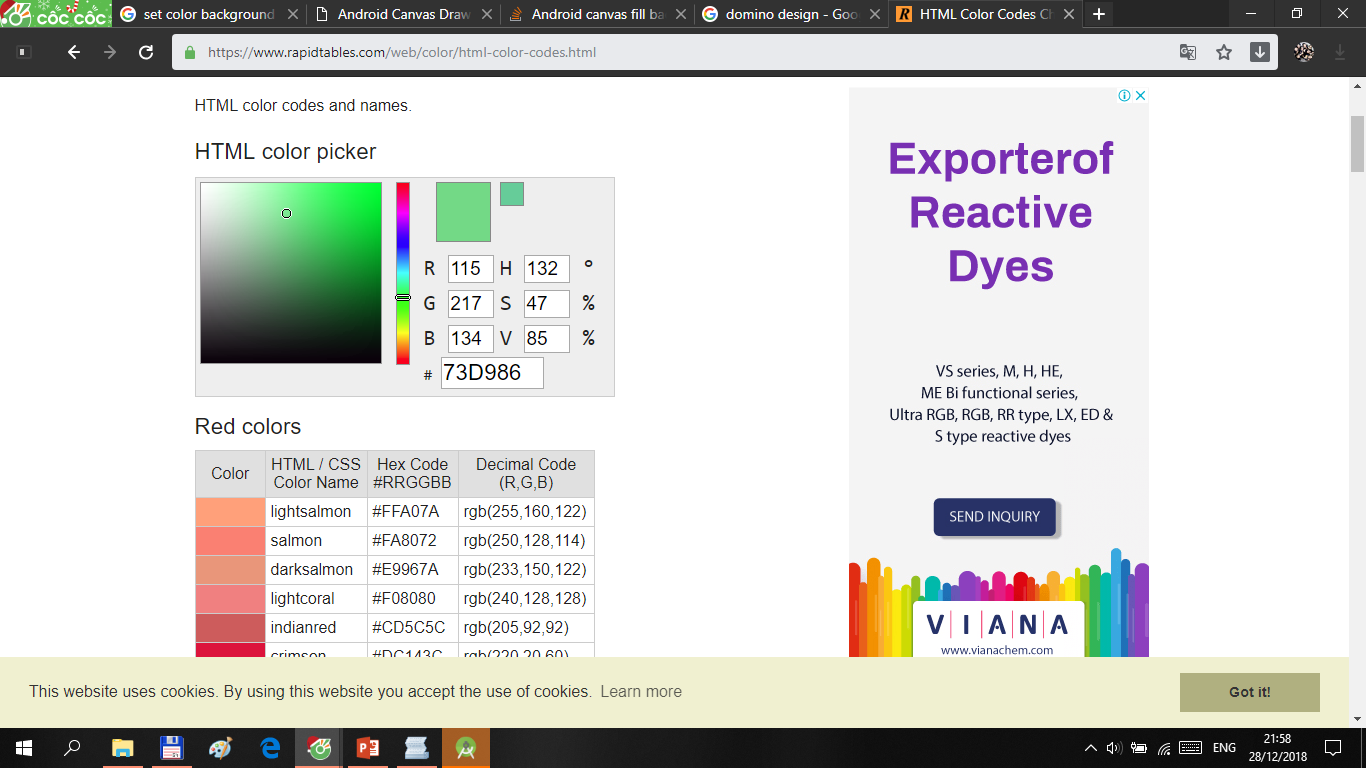 cốc cốc
set color background
Android Canvas Draw
Android canvas fill ba
domino design - Goo
HTML Color Codes Ch
https://www.rapidtables.com/web/color/html-color-codes.html
HTML color codes and names.
HTML color picker
R 115 H 132 °
G 217 S 47 %
B 134 V 85 %
# 73D986
Red colors
Color HTML / CSS Color Name Hex Code #RRGGBB Decimal Code (R,G,B)
lightsalmon #FFA07A rgb(255,160,122)
salmon #FA8072 rgb(250,128,114)
darksalmon #E9967A rgb(233,150,122)
lightcoral #F08080 rgb(240,128,128)
indianred #CD5C5C rgb(205,92,92)
crimson #DC143C rgb(220,20,60)
Exporterof
Reactive
Dyes
VS series, M, H, HE,
ME Bi functional series,
Ultra RGB, RGB, RR type, LX, ED &
S type reactive dyes
SEND INQUIRY
V|I|A|N|A
www.vianachem.com
This website uses cookies. By using this website you accept the use of cookies. Learn more
Got it!
ENG
21:58
28/12/2018